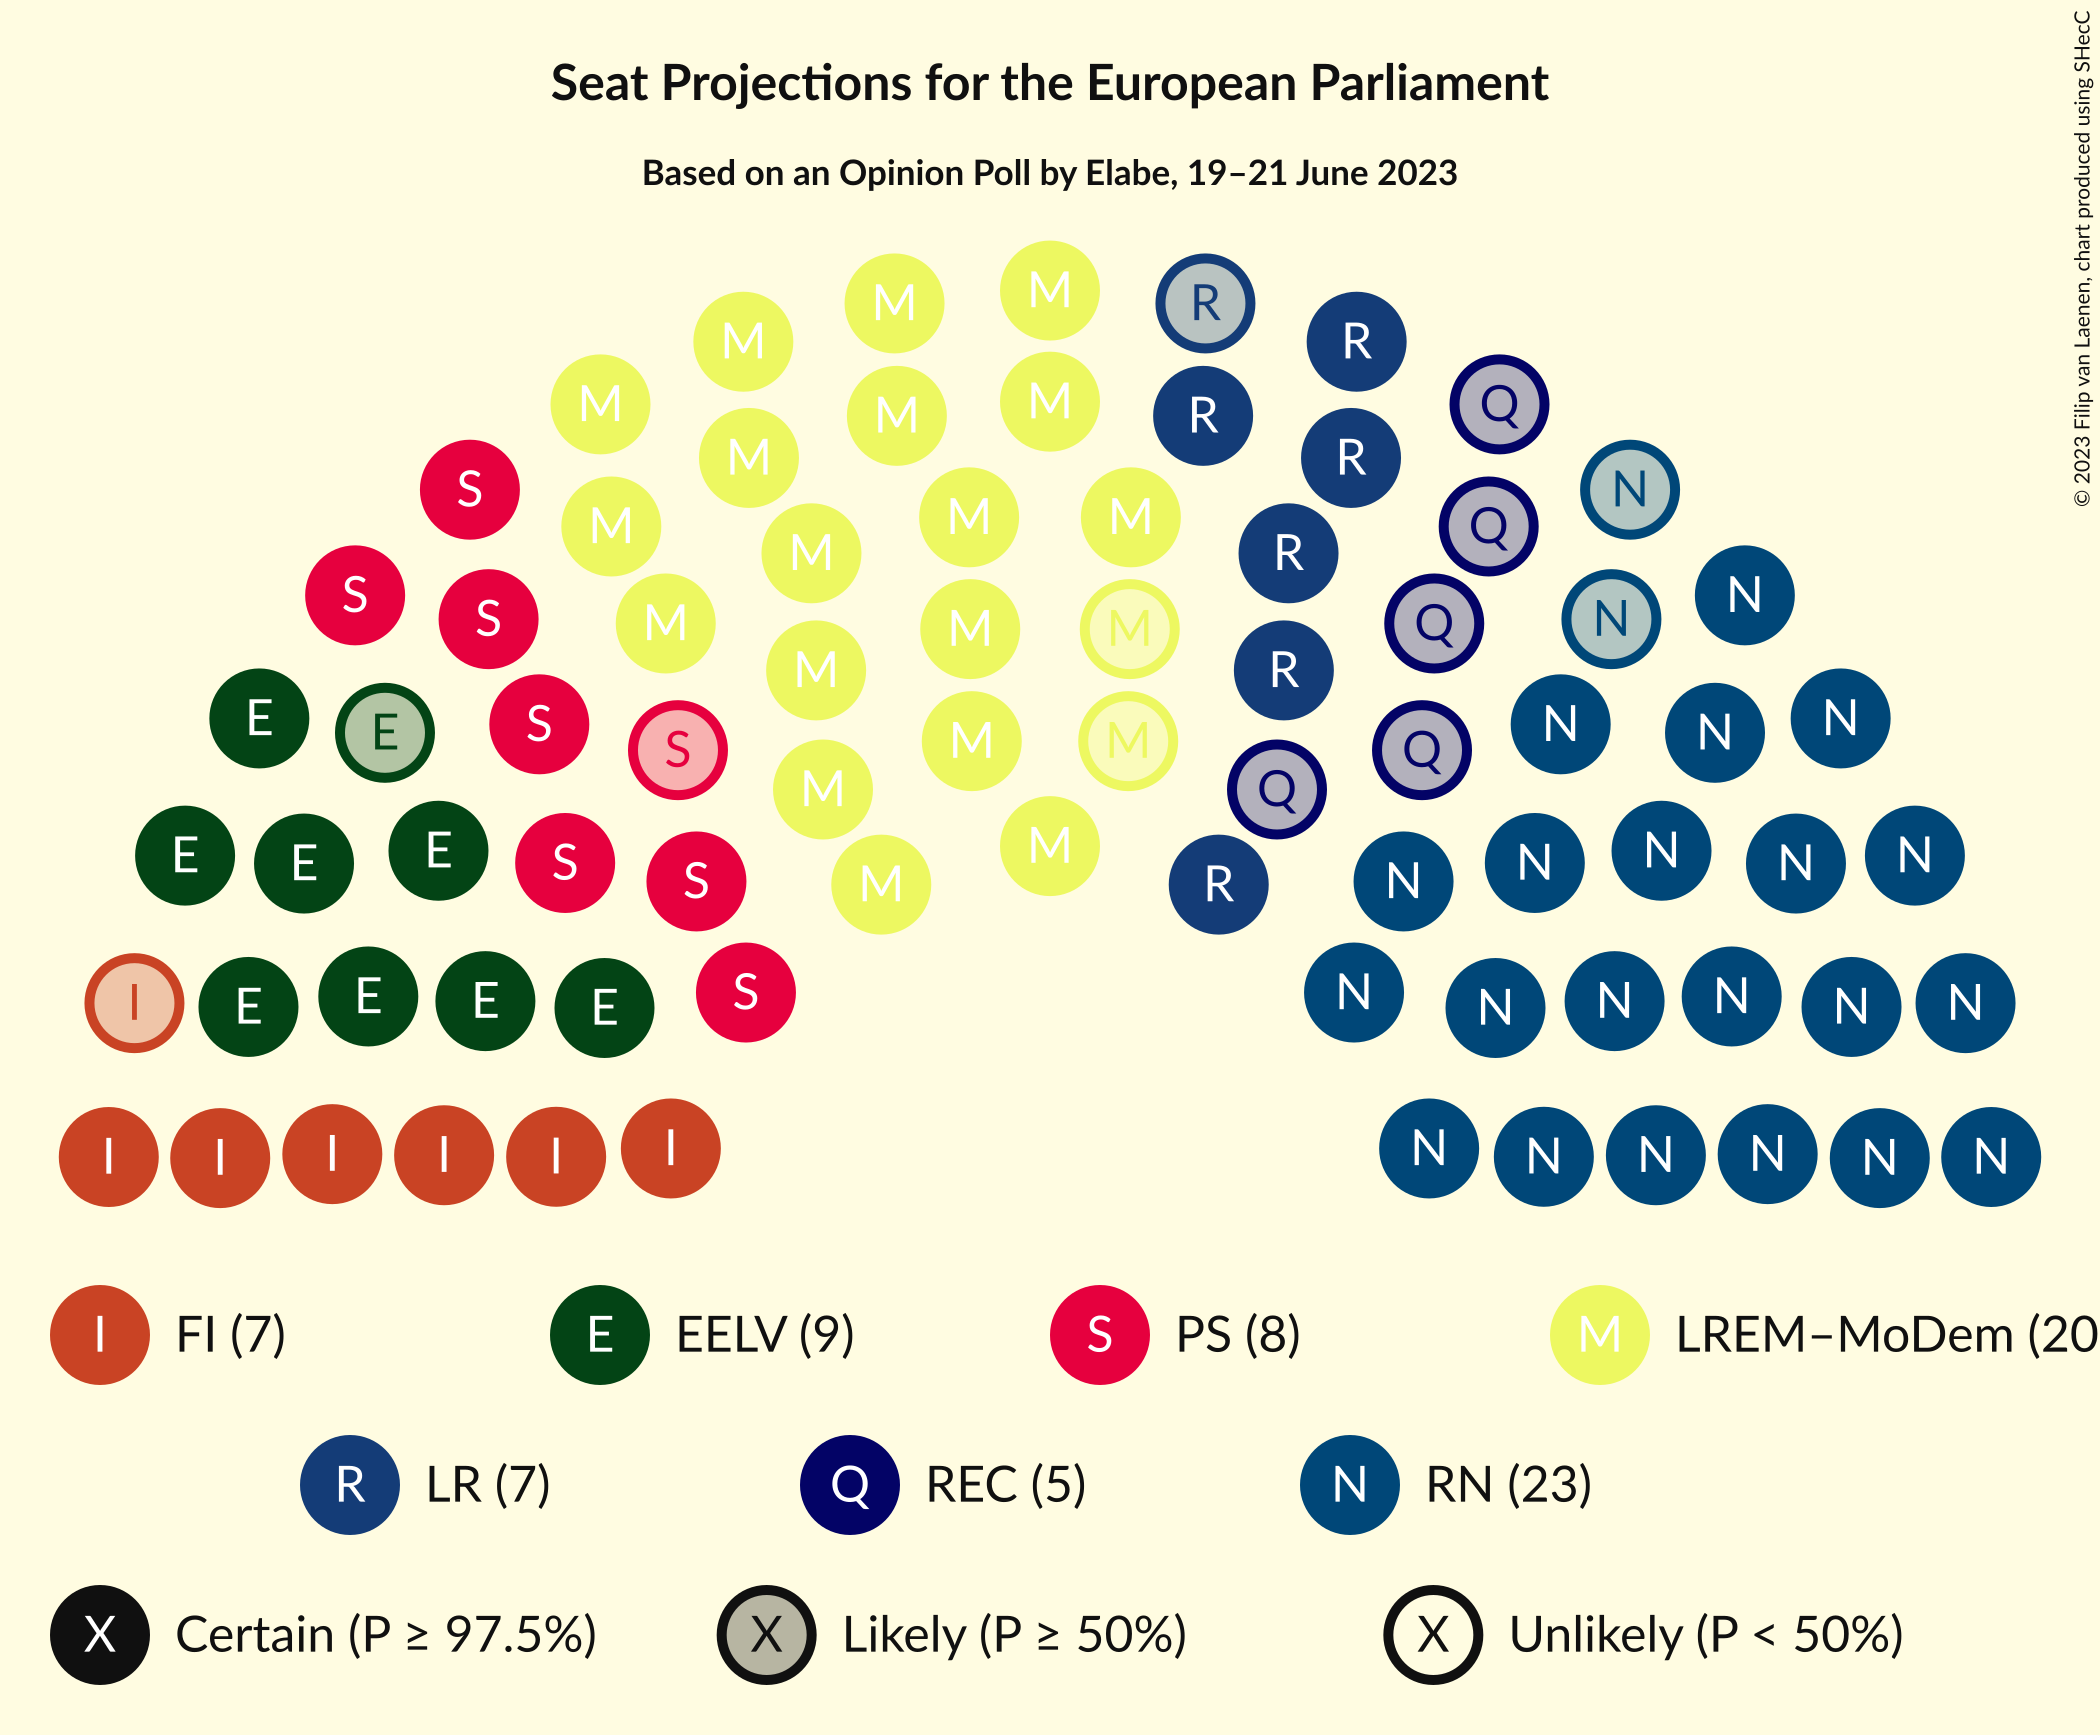 Seat Projections for the European Parliament
Based on an Opinion Poll by Elabe, 19–21 June 2023
© 2023 Filip van Laenen, chart produced using SHecC
M M R
M R
M M M R Q
M R
S N
M M M Q
M R
S S M M M Q N N
M R
E E S S M M Q N N N
M Q
E E E S S M M R N N N N N
I E E E E S N N N N N N
I I I I I I N N N N N N
I FI (7) E EELV (9) S PS (8) M LREM–MoDem (20
R LR (7) Q REC (5) N RN (23)
X Certain (P ≥ 97.5%) X Likely (P ≥ 50%) X Unlikely (P < 50%)